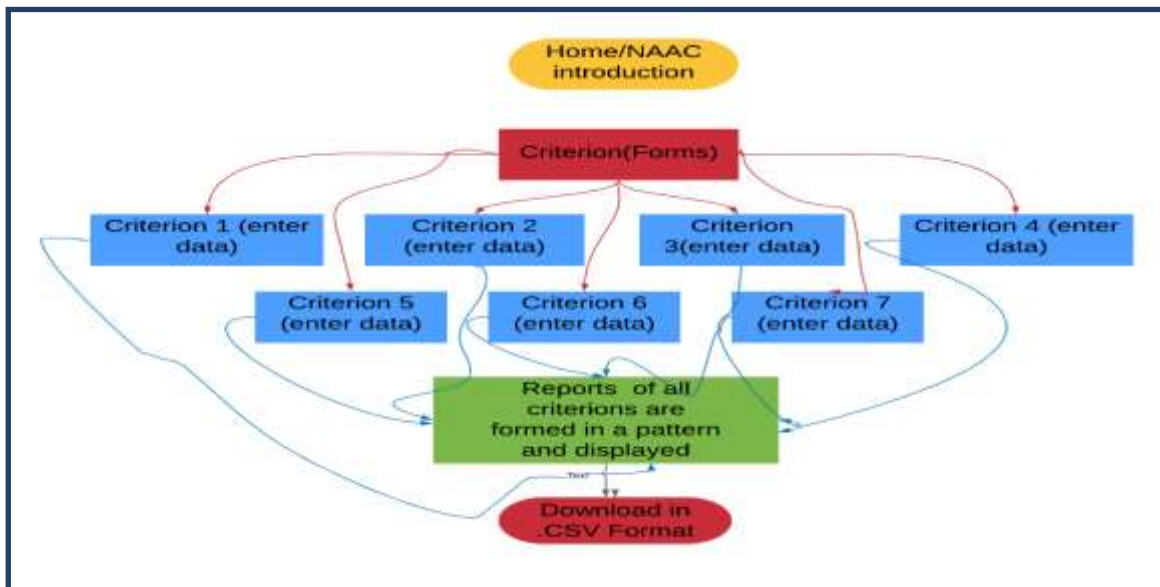 Home/NAAC
introduction
Criterion(Forms)
Criterion 1 (enter
data)
Criterion 2
(enter data)
Criterion
3(enter data)
Criterion 4 (enter
data)
Criterion 5
(enter data)
Criterion 6
(enter data)
Criterion 7
(enter data)
Reports of all
criterions are
formed in a pattern
and displayed
Text
Download in
.CSV Format